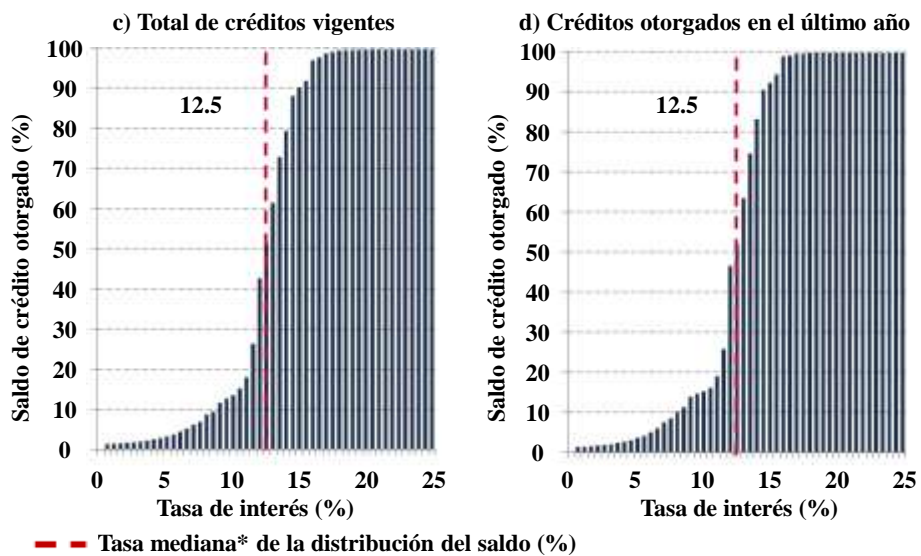 c) Total de créditos vigentes
d) Créditos otorgados en el último año
Saldo de crédito otorgado (%)
100
90
80
70
60
50
40
30
20
10
0
12.5
0 5 10 15 20 25
Tasa de interés (%)
Saldo de crédito otorgado (%)
100
90
80
70
60
50
40
30
20
10
0
12.5
0 5 10 15 20 25
Tasa de interés (%)
Tasa mediana* de la distribución del saldo (%)